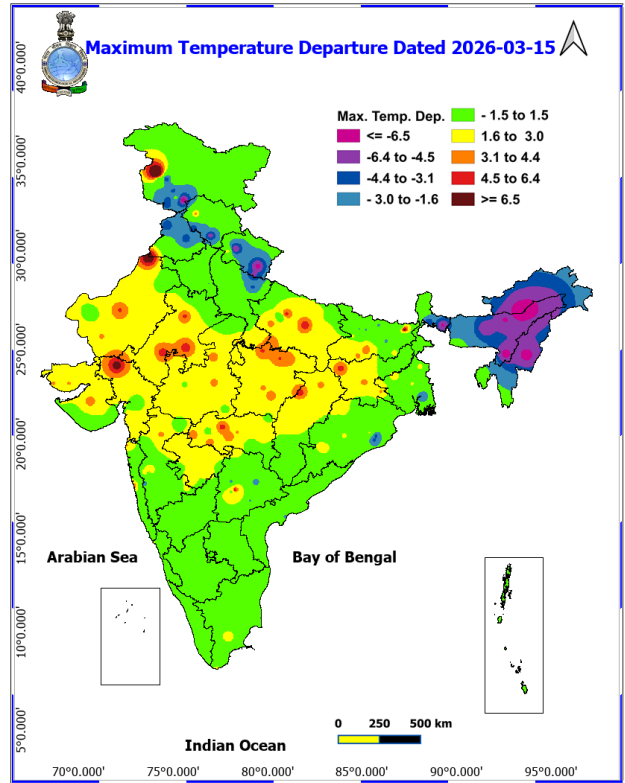 Maximum Temperature Departure Dated 2026-03-15
Max. Temp. Dep.
<= -6.5
-6.4 to -4.5
-4.4 to -3.1
- 3.0 to -1.6
- 1.5 to 1.5
1.6 to 3.0
3.1 to 4.4
4.5 to 6.4
>= 6.5
40°0.000'
35°0.000'
30°0.000'
25°0.000'
20°0.000'
15°0.000'
10°0.000'
5°0.000'
Arabian Sea
Bay of Bengal
Indian Ocean
0 250 500 km
70°0.000' 75°0.000' 80°0.000' 85°0.000' 90°0.000' 95°0.000'